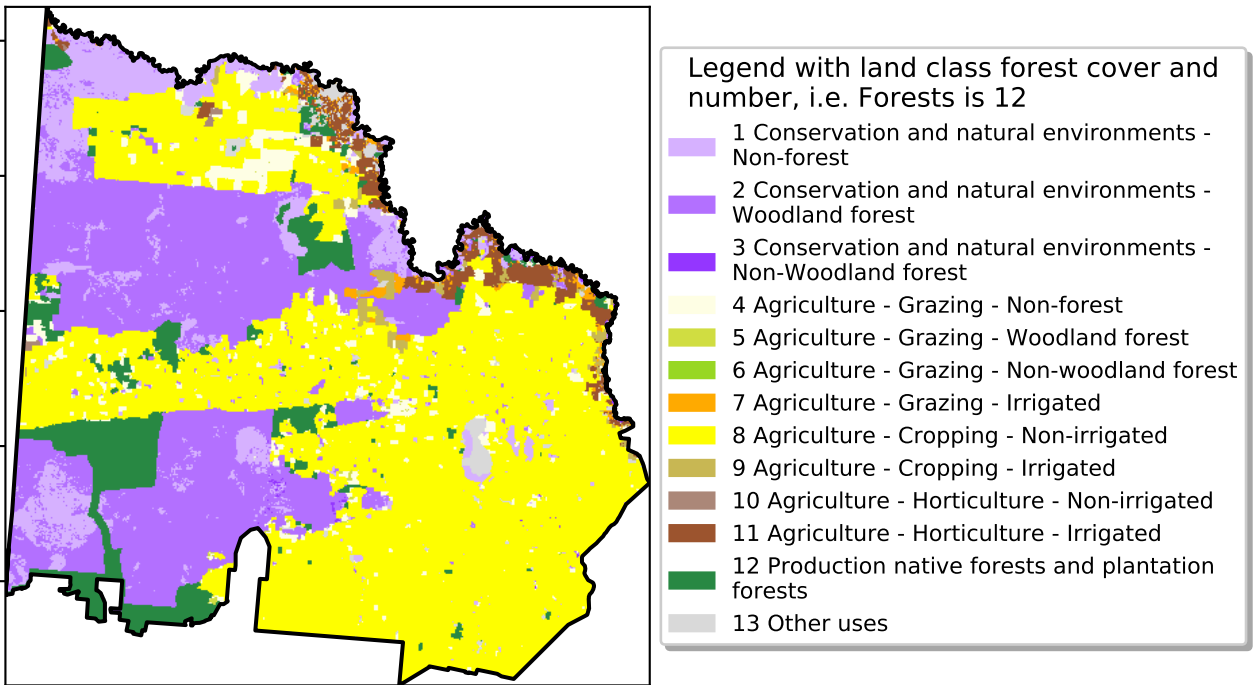 Legend with land class forest cover and
number, i.e. Forests is 12
1 Conservation and natural environments -
Non-forest
2 Conservation and natural environments -
Woodland forest
3 Conservation and natural environments -
Non-Woodland forest
4 Agriculture - Grazing - Non-forest
5 Agriculture - Grazing - Woodland forest
6 Agriculture - Grazing - Non-woodland forest
7 Agriculture - Grazing - Irrigated
8 Agriculture - Cropping - Non-irrigated
9 Agriculture - Cropping - Irrigated
10 Agriculture - Horticulture - Non-irrigated
11 Agriculture - Horticulture - Irrigated
12 Production native forests and plantation
forests
13 Other uses